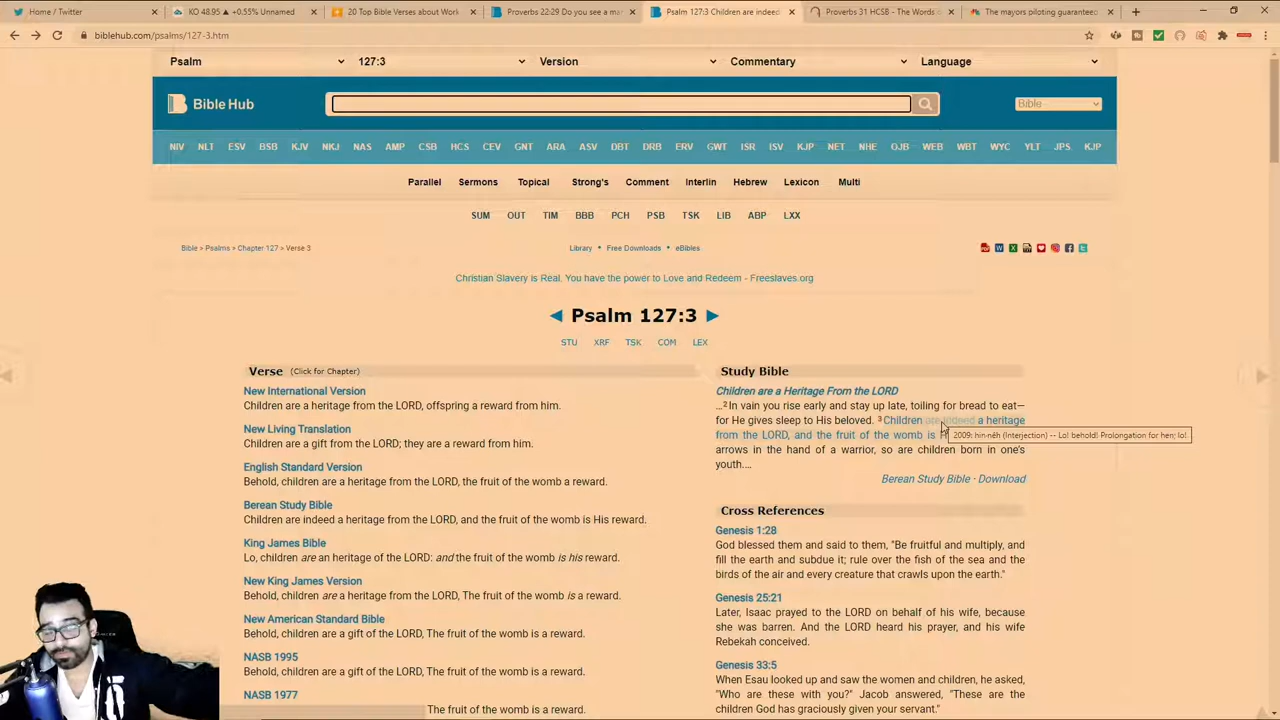 Home / Twitter
KO 48.95 ▲ +0.55% Unnamed
20 Top Bible Verses about Work
Proverbs 22:29 Do you see a man
Psalm 127:3 Children are indeed
Proverbs 31 HCSB - The Words o
The mayors piloting guaranteed
biblehub.com/psalms/127-3.htm
Psalm 127:3 Version Commentary Language
Bible Hub
Bible
NIV NLT ESV BSB KJV NKJ NAS AMP CSB HCS CEV GNT ARA ASV DBT DRB ERV GWT ISR ISV KJP NET NHE OJB WEB WBT WYC YLT JPS KJP
Parallel Sermons Topical Strong's Comment Interlin Hebrew Lexicon Multi
SUM OUT TIM BBB PCH PSB TSK LIB ABP LXX
Bible > Psalms > Chapter 127 > Verse 3
Library • Free Downloads • eBibles
Christian Slavery is Real. You have the power to Love and Redeem - Freeslaves.org
◄ Psalm 127:3 ►
STU XRF TSK COM LEX
Verse (Click for Chapter)
New International Version
Children are a heritage from the LORD, offspring a reward from him.
New Living Translation
Children are a gift from the LORD; they are a reward from him.
English Standard Version
Behold, children are a heritage from the LORD, the fruit of the womb a reward.
Berean Study Bible
Children are indeed a heritage from the LORD, and the fruit of the womb is His reward.
King James Bible
Lo, children are an heritage of the LORD: and the fruit of the womb is his reward.
New King James Version
Behold, children are a heritage from the LORD, The fruit of the womb is a reward.
New American Standard Bible
Behold, children are a gift of the LORD, The fruit of the womb is a reward.
NASB 1995
Behold, children are a gift of the LORD, The fruit of the womb is a reward.
NASB 1977
The fruit of the womb is a reward.
Study Bible
Children are a Heritage From the LORD
…2In vain you rise early and stay up late, toiling for bread to eat—
for He gives sleep to His beloved. 3 Children are indeed a heritage
from the LORD, and the fruit of the womb is H
2009: hin-nêh (Interjection) -- Lo! behold! Prolongation for hen; lo!.
arrows in the hand of a warrior, so are children born in one's
youth.…
Berean Study Bible · Download
Cross References
Genesis 1:28
God blessed them and said to them, "Be fruitful and multiply, and
fill the earth and subdue it; rule over the fish of the sea and the
birds of the air and every creature that crawls upon the earth."
Genesis 25:21
Later, Isaac prayed to the LORD on behalf of his wife, because
she was barren. And the LORD heard his prayer, and his wife
Rebekah conceived.
Genesis 33:5
When Esau looked up and saw the women and children, he asked,
"Who are these with you?" Jacob answered, "These are the
children God has graciously given your servant."